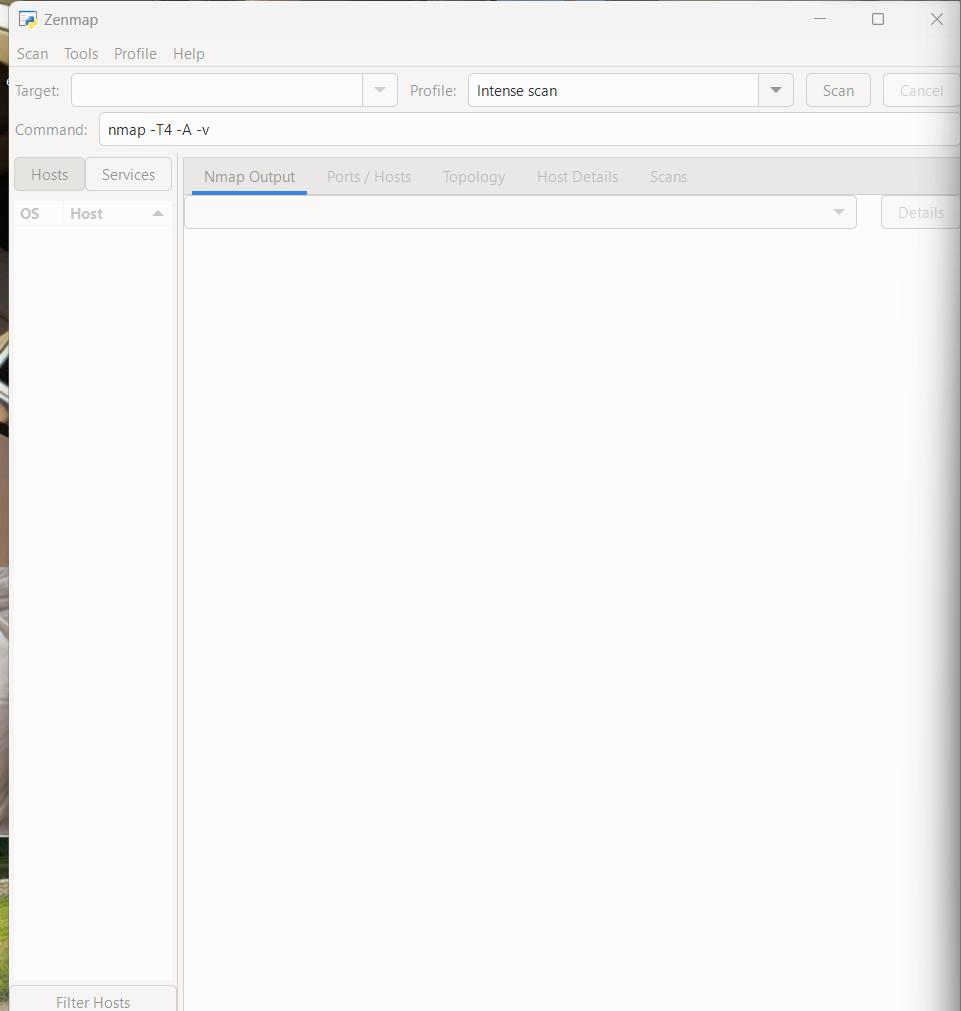 Zenmap
Scan Tools Profile Help
Target: Profile: Intense scan Scan Cancel
Command: nmap -T4 -A -v
Hosts Services Nmap Output Ports / Hosts Topology Host Details Scans
OS Host Details
Filter Hosts